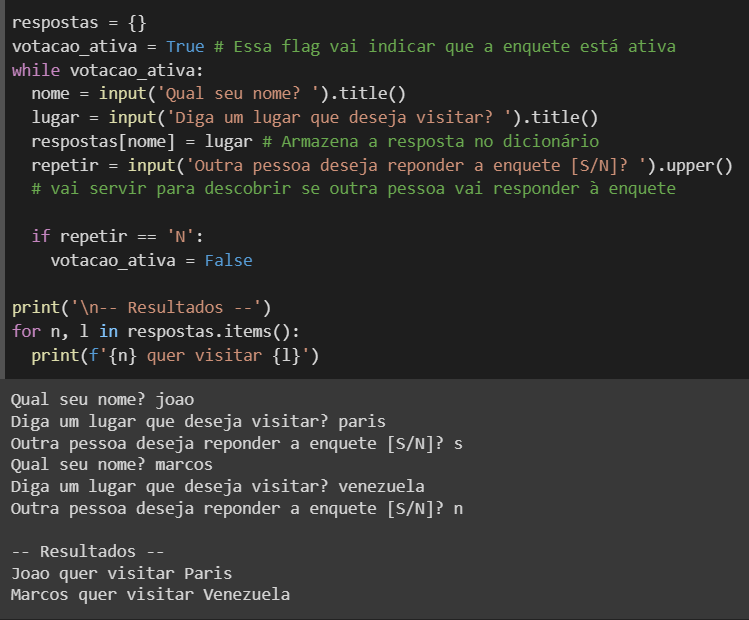 respostas = {}
votacao_ativa = True # Essa flag vai indicar que a enquete está ativa
while votacao_ativa:
  nome = input('Qual seu nome? ').title()
  lugar = input('Diga um lugar que deseja visitar? ').title()
  respostas[nome] = lugar # Armazena a resposta no dicionário
  repetir = input('Outra pessoa deseja reponder a enquete [S/N]? ').upper()
  # vai servir para descobrir se outra pessoa vai responder à enquete
  if repetir == 'N':
    votacao_ativa = False
print('\n-- Resultados --')
for n, l in respostas.items():
  print(f'{n} quer visitar {l}')
Qual seu nome? joao
Diga um lugar que deseja visitar? paris
Outra pessoa deseja reponder a enquete [S/N]? s
Qual seu nome? marcos
Diga um lugar que deseja visitar? venezuela
Outra pessoa deseja reponder a enquete [S/N]? n
-- Resultados --
Joao quer visitar Paris
Marcos quer visitar Venezuela